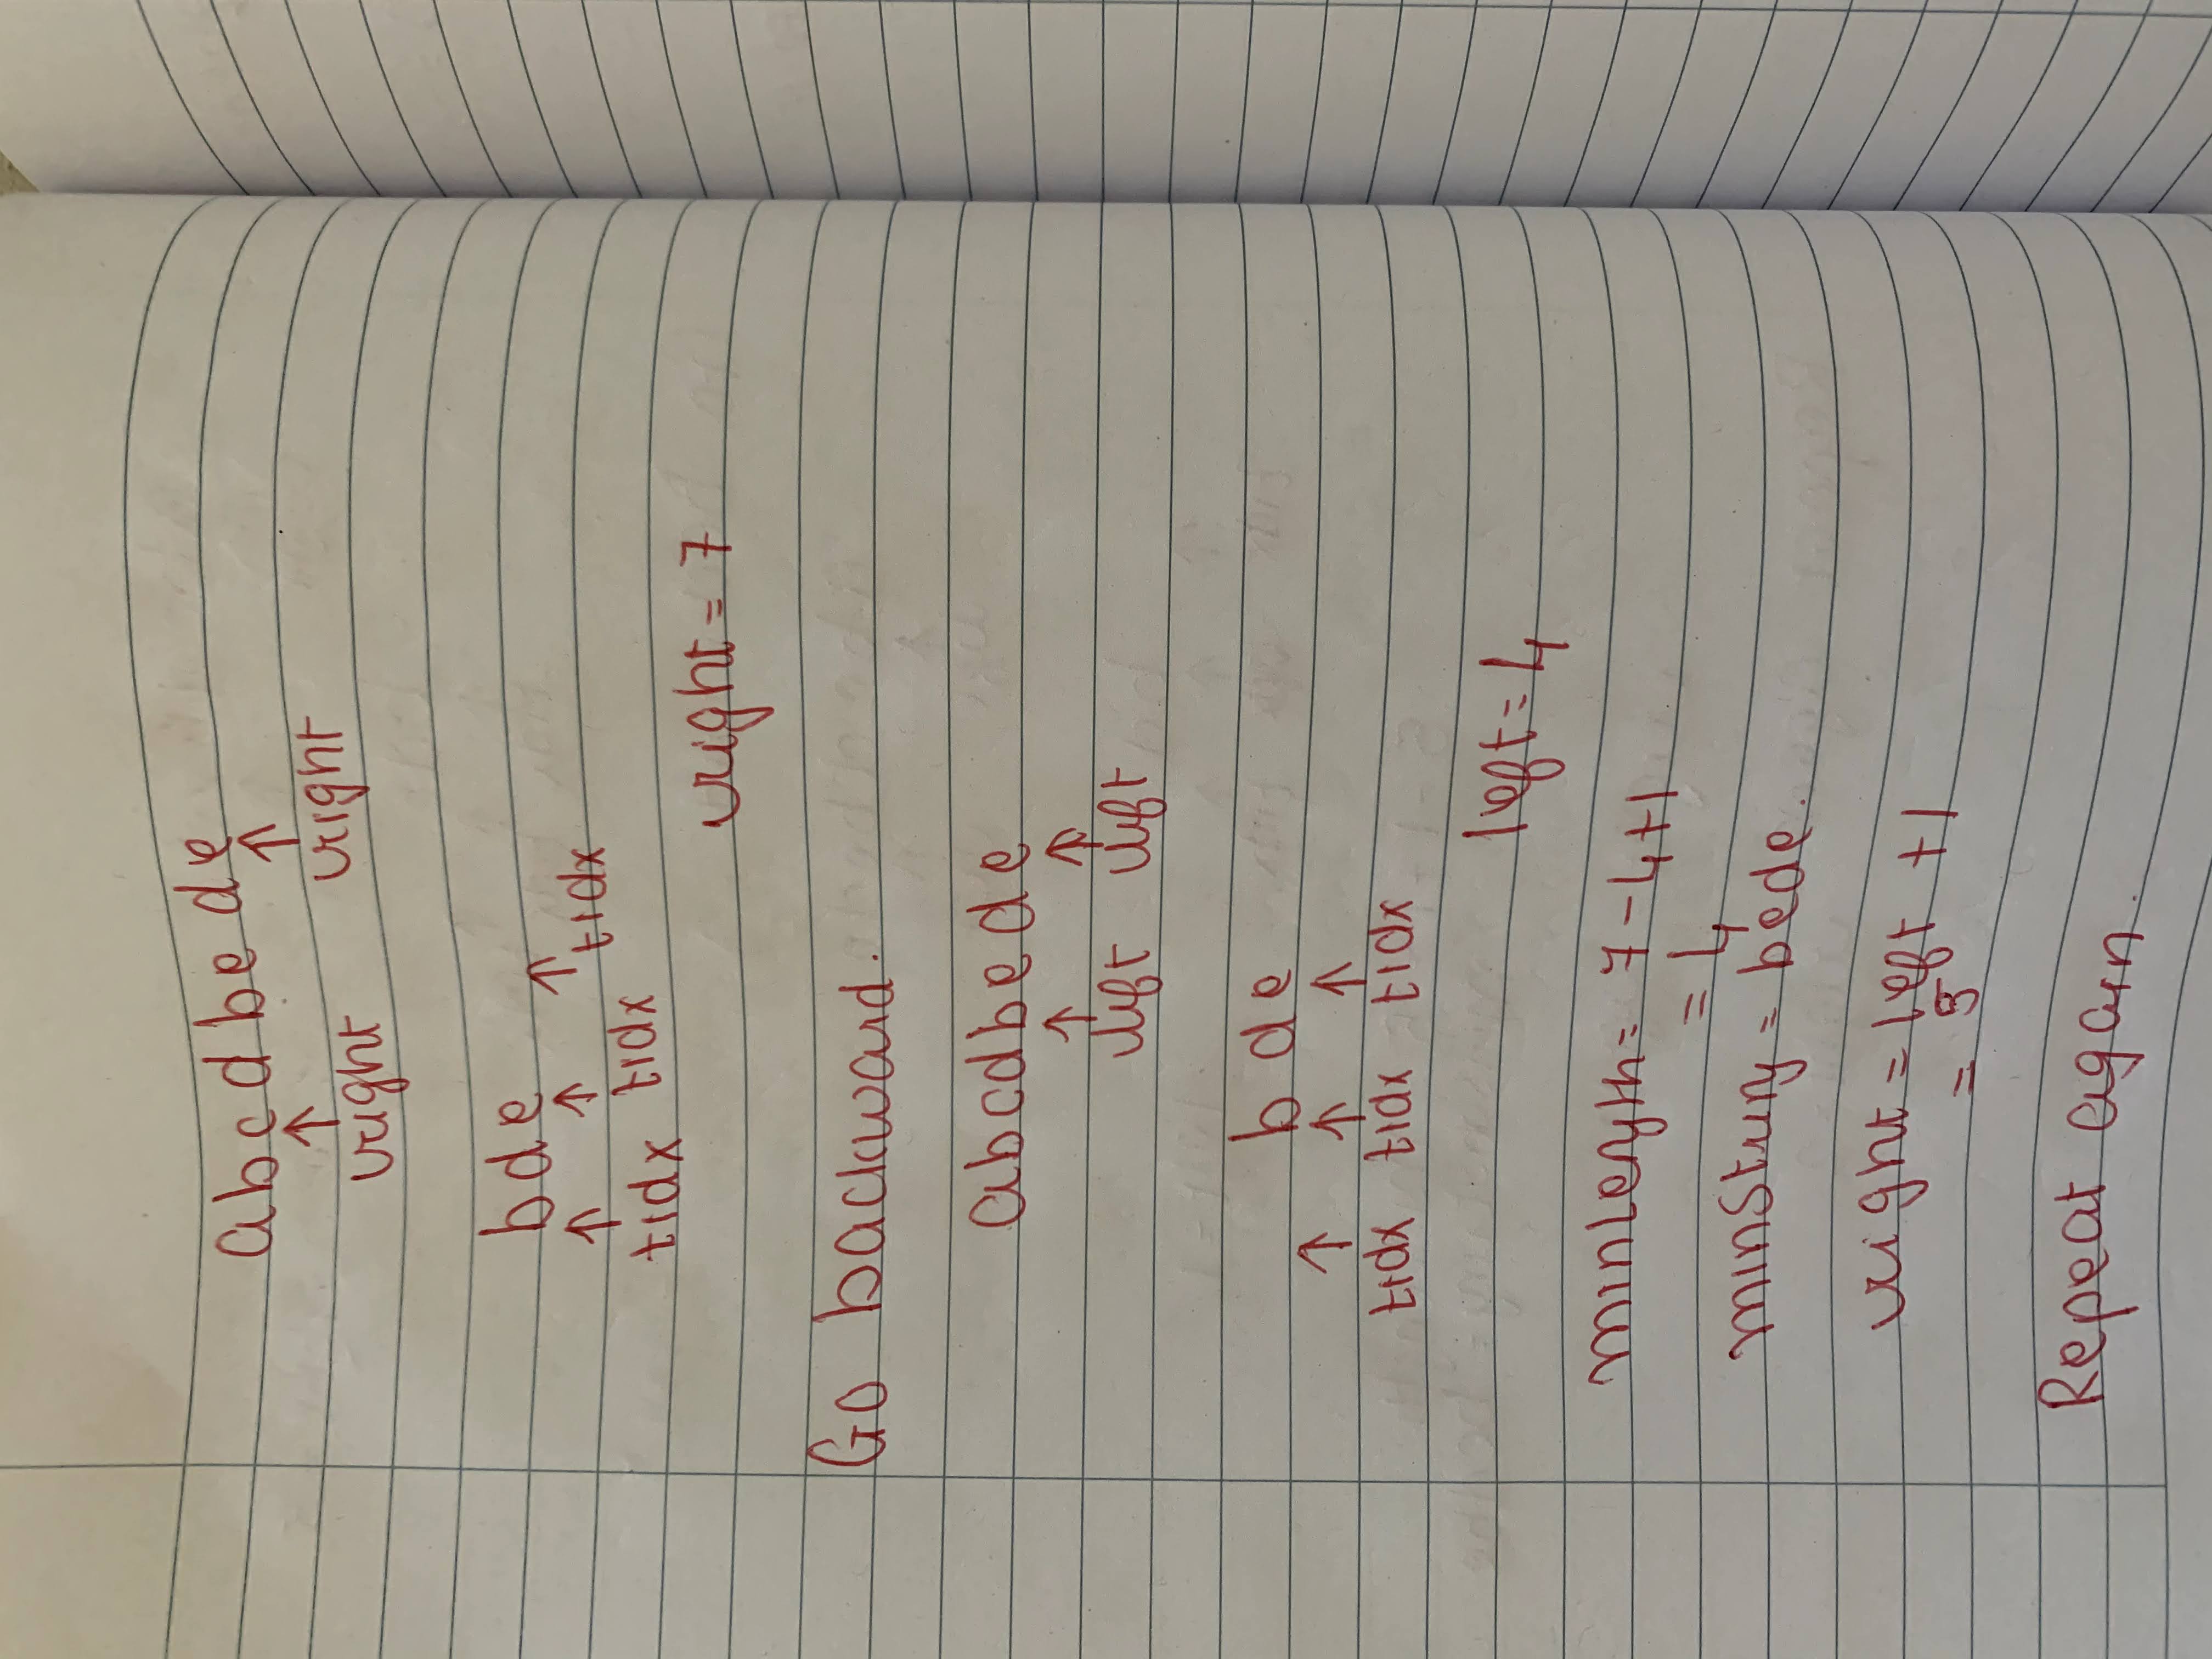 abcdbede
↑ ↑
right right
bde
↑ ↑ ↑
tidx tidx tidx
right = 7
Go backward.
abcdbede
↑ ↑
left left
bde
↑ ↑ ↑
tidx tidx tidx
left = 4
minLength = 7 - 4 + 1
= 4
minString = bede.
right = left + 1
= 5
Repeat again.